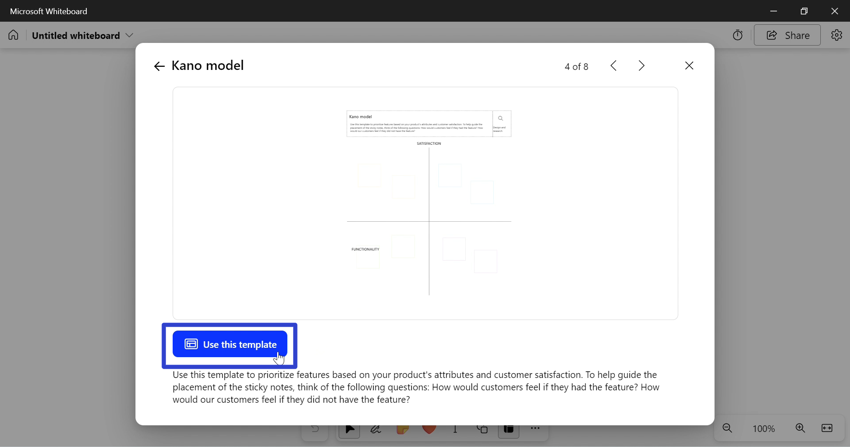 Microsoft Whiteboard
Untitled whiteboard
Share
Kano model
4 of 8
Kano model
SATISFACTION
FUNCTIONALITY
Use this template
Use this template to prioritize features based on your product's attributes and customer satisfaction. To help guide the
placement of the sticky notes, think of the following questions: How would customers feel if they had the feature? How
would our customers feel if they did not have the feature?
100%